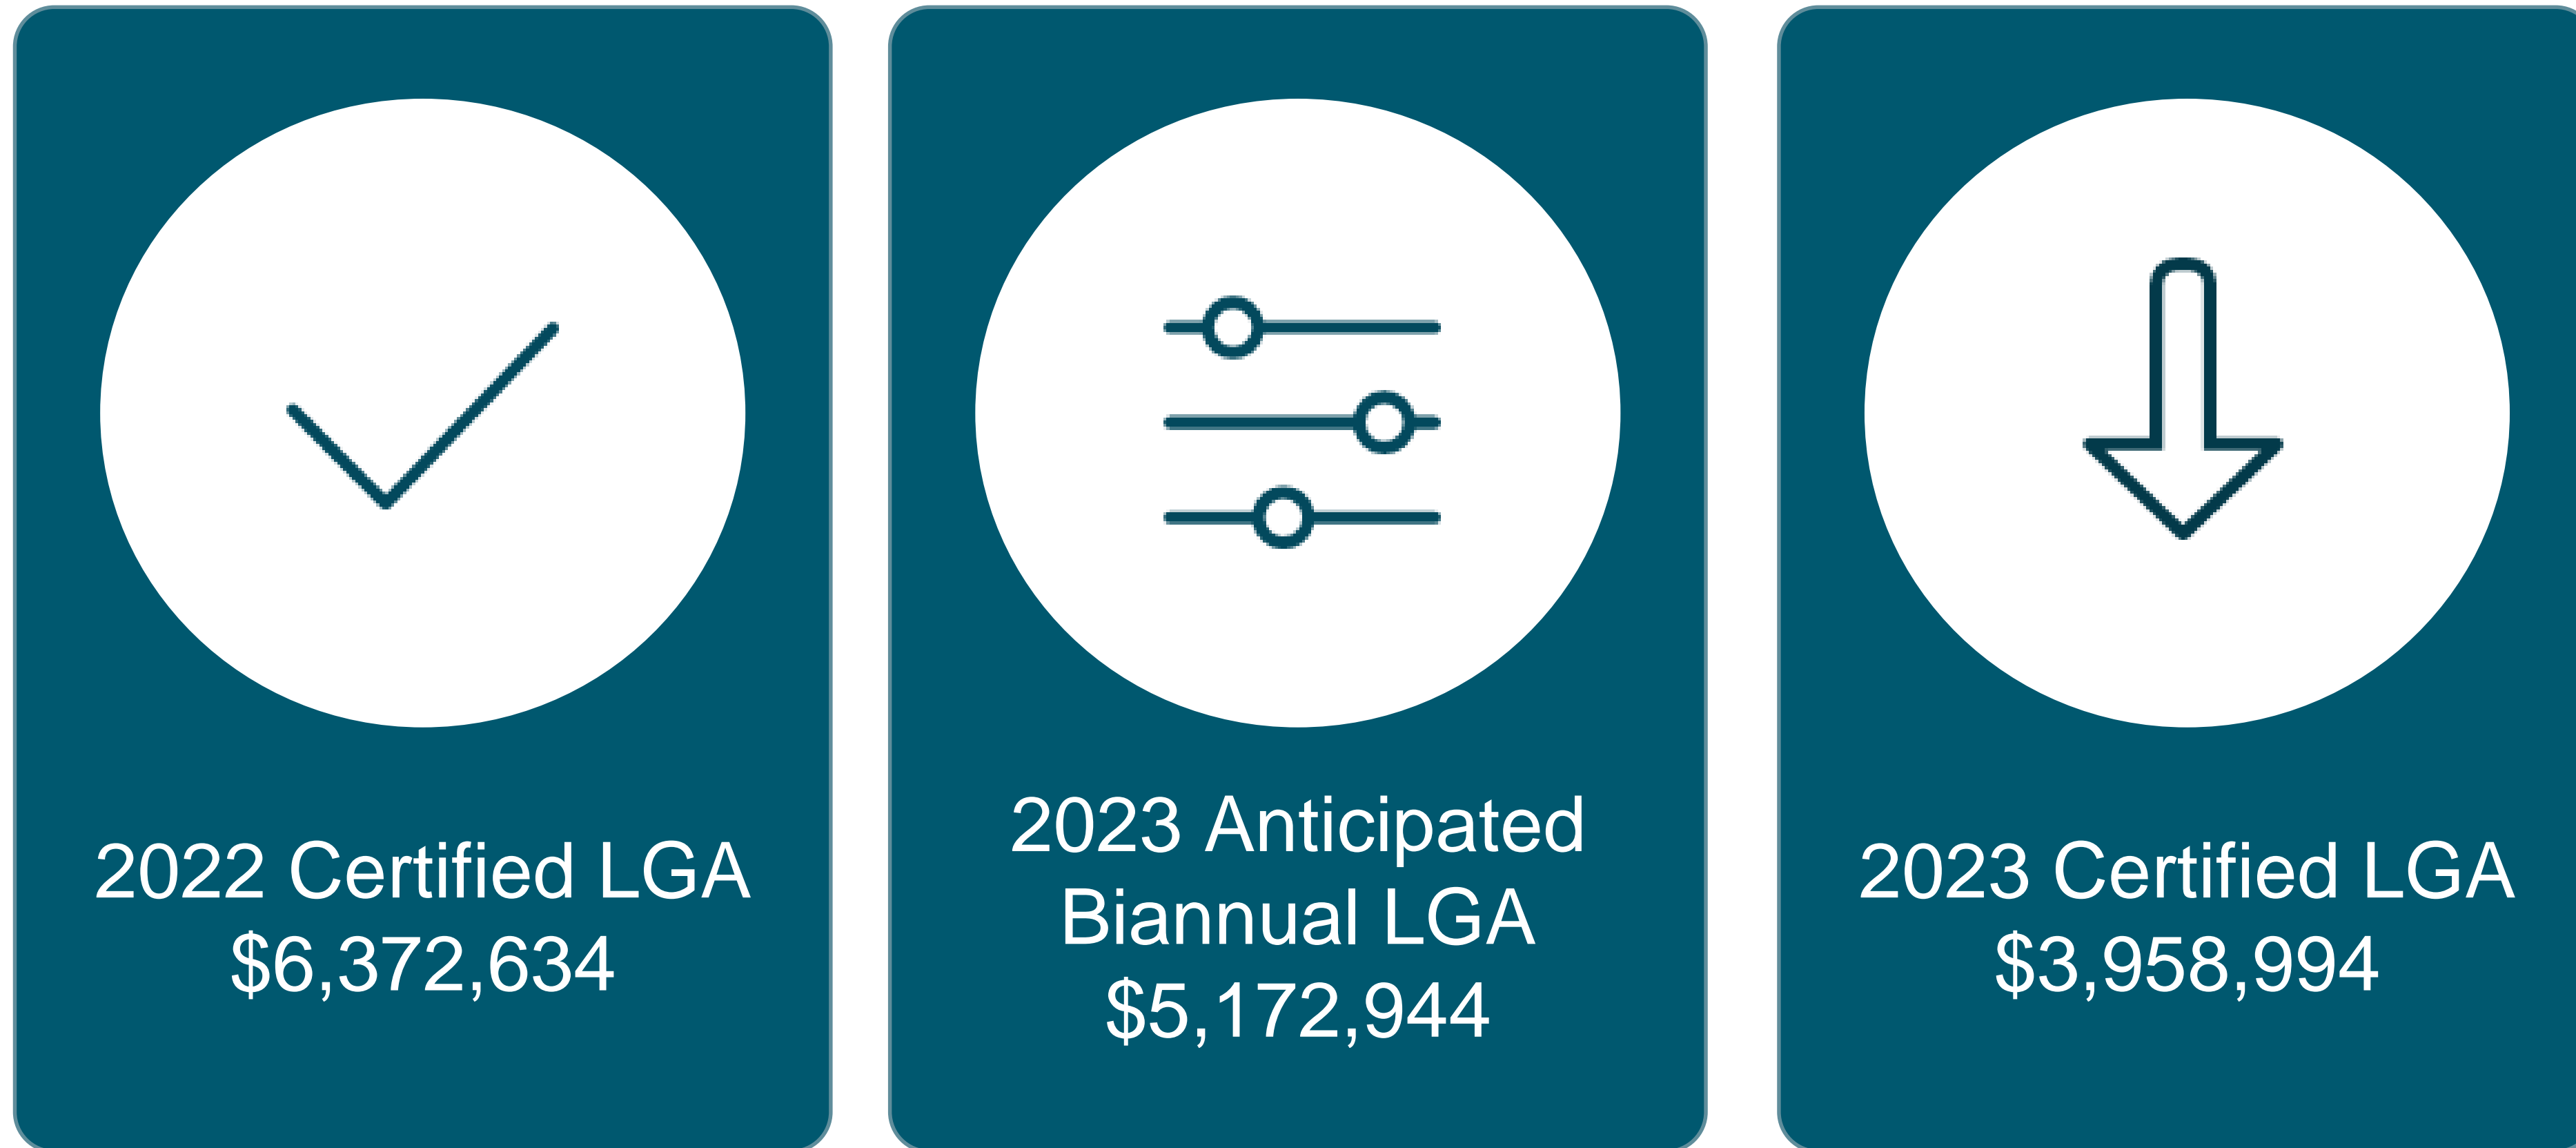 2022 Certified LGA
$6,372,634
2023 Anticipated
Biannual LGA
$5,172,944
2023 Certified LGA
$3,958,994